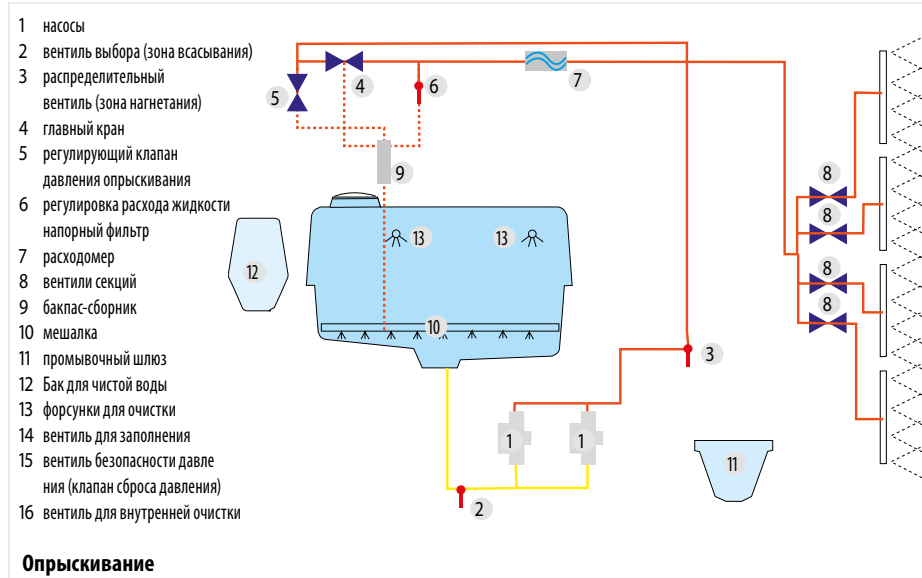 1 насосы
2 вентиль выбора (зона всасывания)
3 распределительный
вентиль (зона нагнетания)
4 главный кран
5 регулирующий клапан
давления опрыскивания
6 регулировка расхода жидкости
напорный фильтр
7 расходомер
8 вентили секций
9 бакпас-сборник
10 мешалка
11 промывочный шлюз
12 Бак для чистой воды
13 форсунки для очистки
14 вентиль для заполнения
15 вентиль безопасности давле
ния (клапан сброса давления)
16 вентиль для внутренней очистки
5
4
6
7
9
8
8
8
8
12
13
13
10
3
1
1
2
11
Опрыскивание